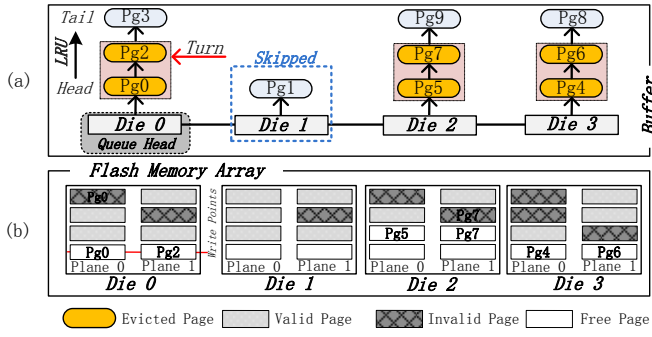 Tail Pg3 Pg9 Pg8
LRU
Pg2 Turn Skipped Pg7 Pg6
(a)
Head Pg0 Pg1 Pg5 Pg4
Die 0 Die 1 Die 2 Die 3
Queue Head
Buffer
Flash Memory Array
(b)
Pg0
Pg7
Pg5 Pg7
Pg0 Pg2 Pg4 Pg6
Write Points
Plane 0 Plane 1 Plane 0 Plane 1 Plane 0 Plane 1 Plane 0 Plane 1
Die 0 Die 1 Die 2 Die 3
Evicted Page Valid Page Invalid Page Free Page